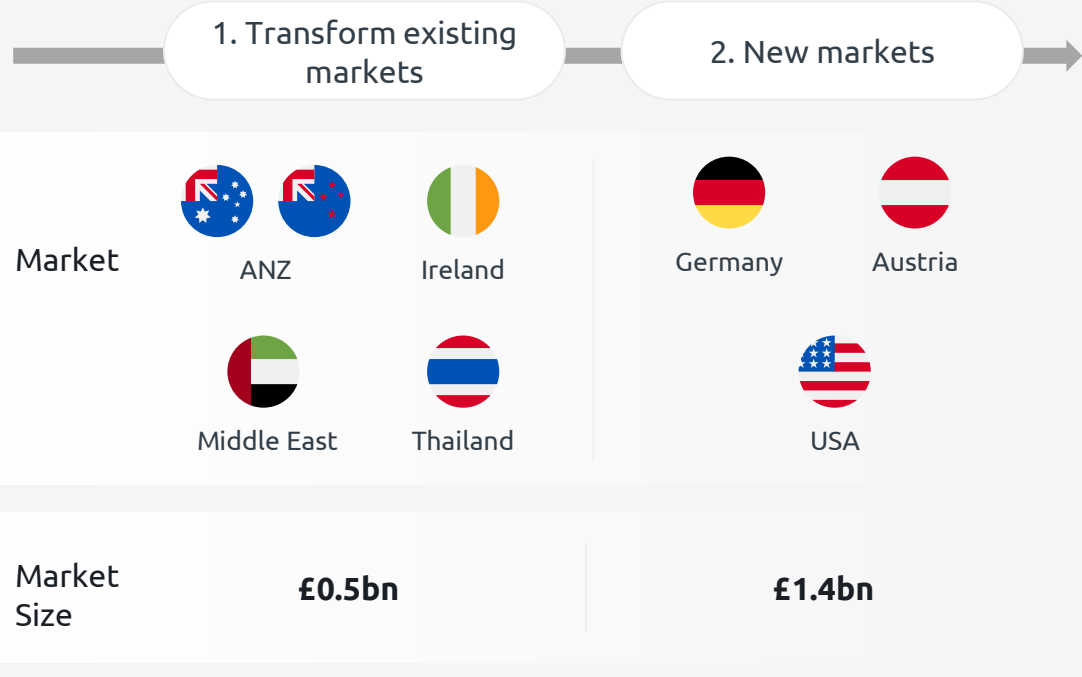 1. Transform existing
markets
2. New markets
Market
ANZ
Ireland
Germany
Austria
Middle East
Thailand
USA
Market
Size
£0.5bn
£1.4bn